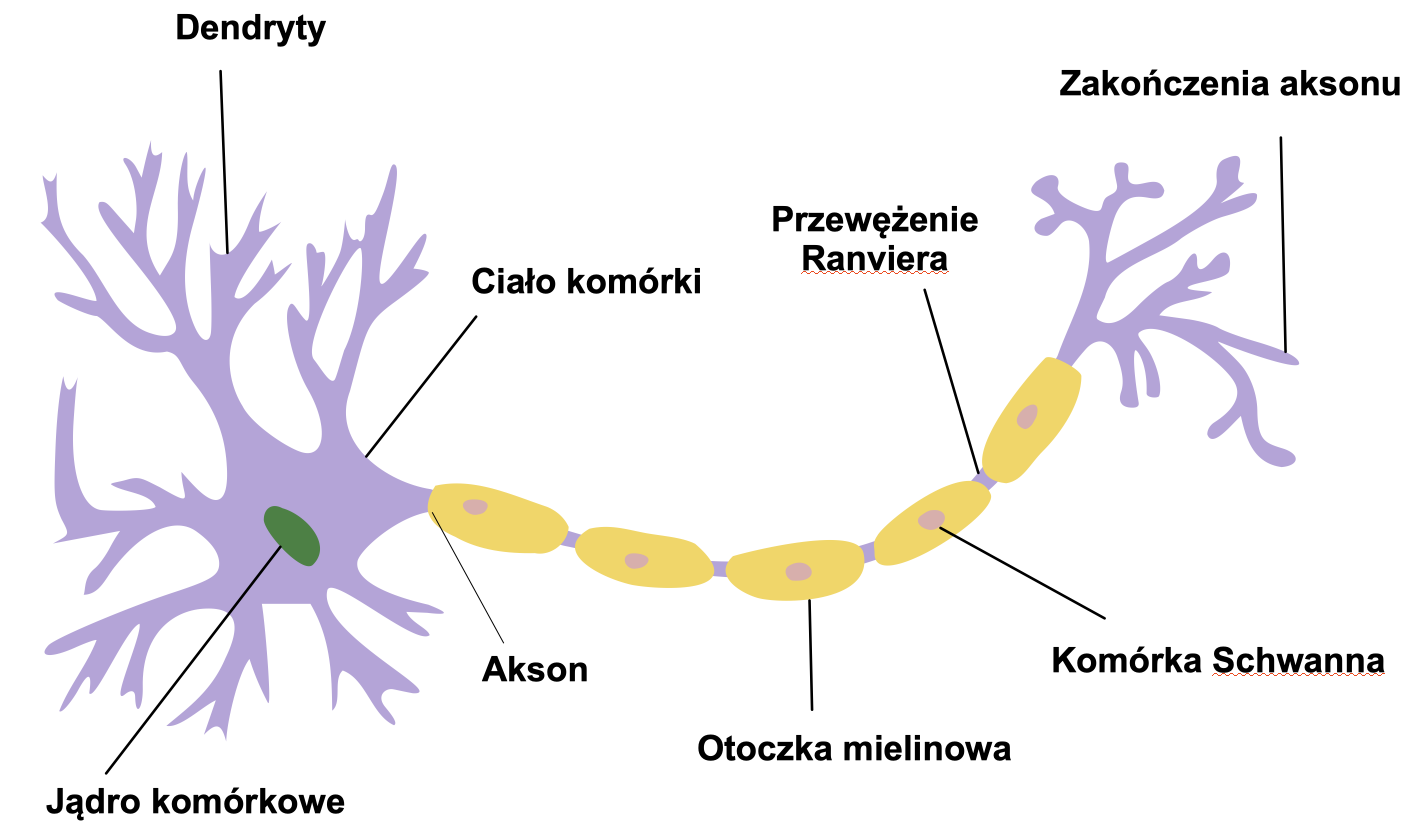 Dendryty
Zakończenia aksonu
Przewężenie
Ranviera
Ciało komórki
Akson
Komórka Schwanna
Otoczka mielinowa
Jądro komórkowe